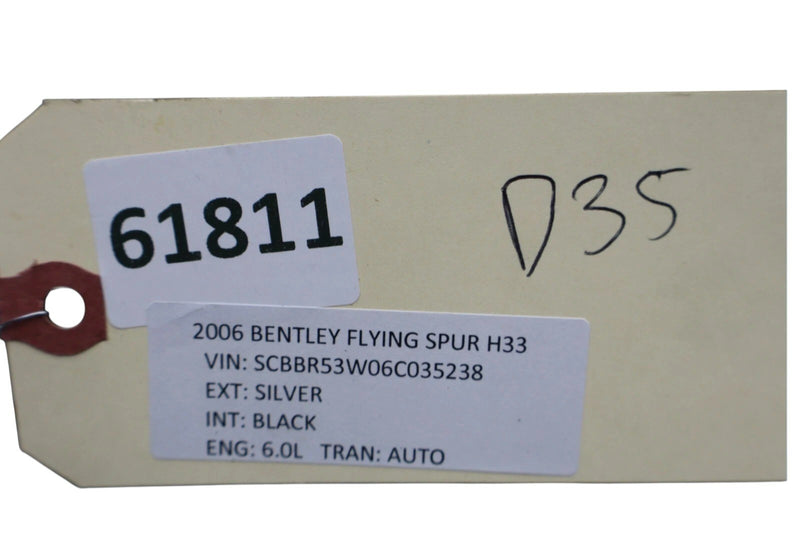 61811
D35
2006 BENTLEY FLYING SPUR H33
VIN: SCBBR53W06C035238
EXT: SILVER
INT: BLACK
ENG: 6.0L TRAN: AUTO